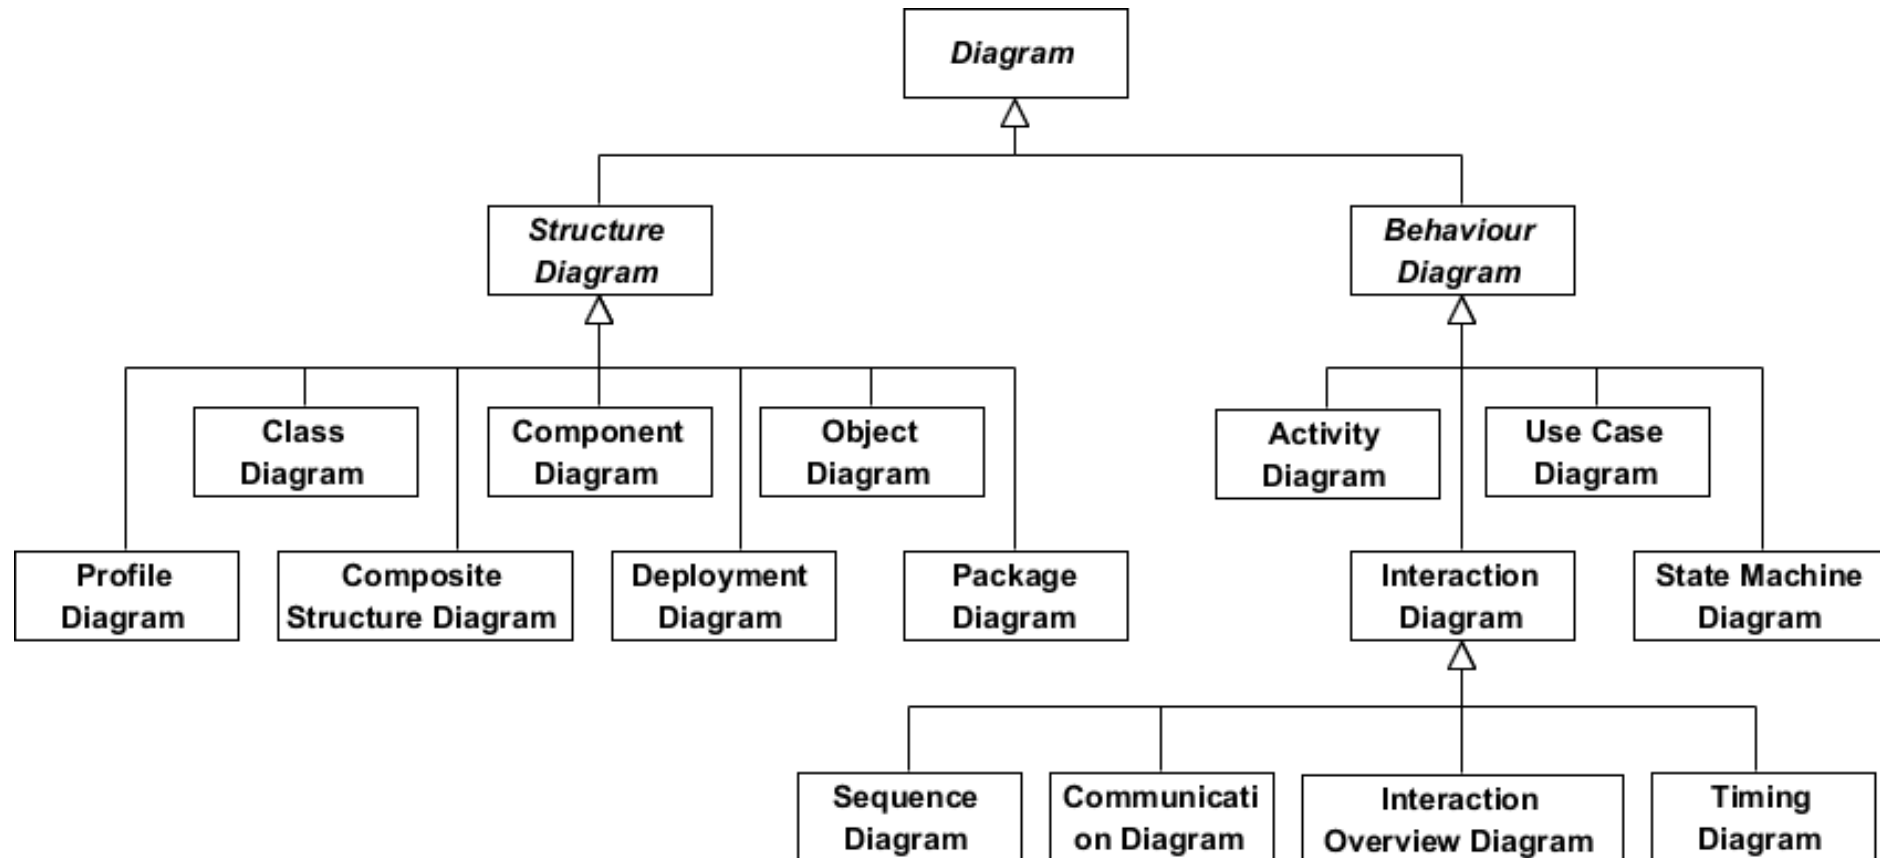 Diagram
Structure
Diagram
Behaviour
Diagram
Class
Diagram
Component
Diagram
Object
Diagram
Activity
Diagram
Use Case
Diagram
Profile
Diagram
Composite
Structure Diagram
Deployment
Diagram
Package
Diagram
Interaction
Diagram
State Machine
Diagram
Sequence
Diagram
Communicati
on Diagram
Interaction
Overview Diagram
Timing
Diagram